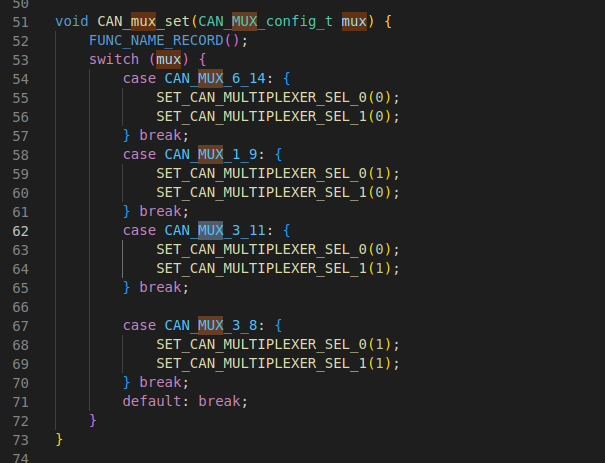 50
51 void CAN_mux_set(CAN_MUX_config_t mux) {
52 FUNC_NAME_RECORD();
53 switch (mux) {
54 case CAN_MUX_6_14: {
55 SET_CAN_MULTIPLEXER_SEL_0(0);
56 SET_CAN_MULTIPLEXER_SEL_1(0);
57 } break;
58 case CAN_MUX_1_9: {
59 SET_CAN_MULTIPLEXER_SEL_0(1);
60 SET_CAN_MULTIPLEXER_SEL_1(0);
61 } break;
62 case CAN_MUX_3_11: {
63 SET_CAN_MULTIPLEXER_SEL_0(0);
64 SET_CAN_MULTIPLEXER_SEL_1(1);
65 } break;
66
67 case CAN_MUX_3_8: {
68 SET_CAN_MULTIPLEXER_SEL_0(1);
69 SET_CAN_MULTIPLEXER_SEL_1(1);
70 } break;
71 default: break;
72 }
73 }
74